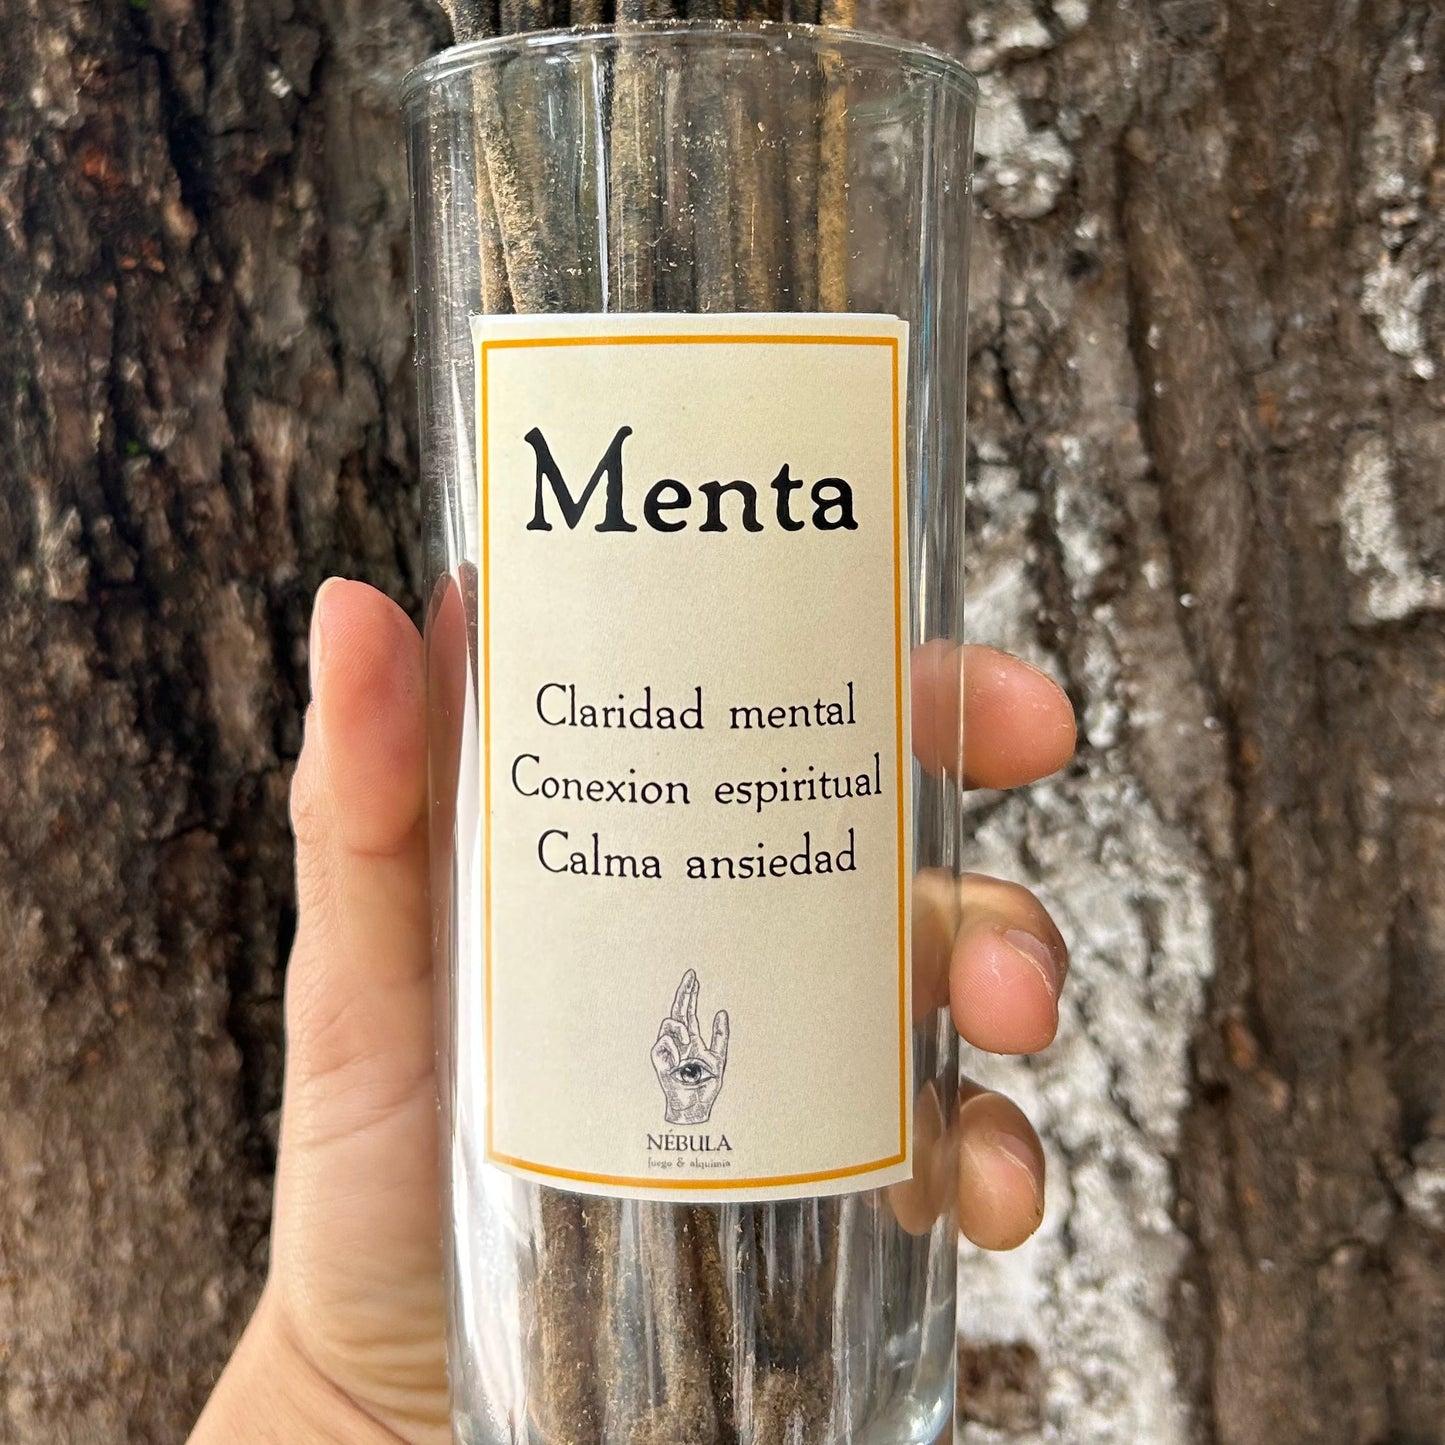 Menta
Claridad mental
Conexion espiritual
Calma ansiedad
NÉBULA
fuego & alquimia